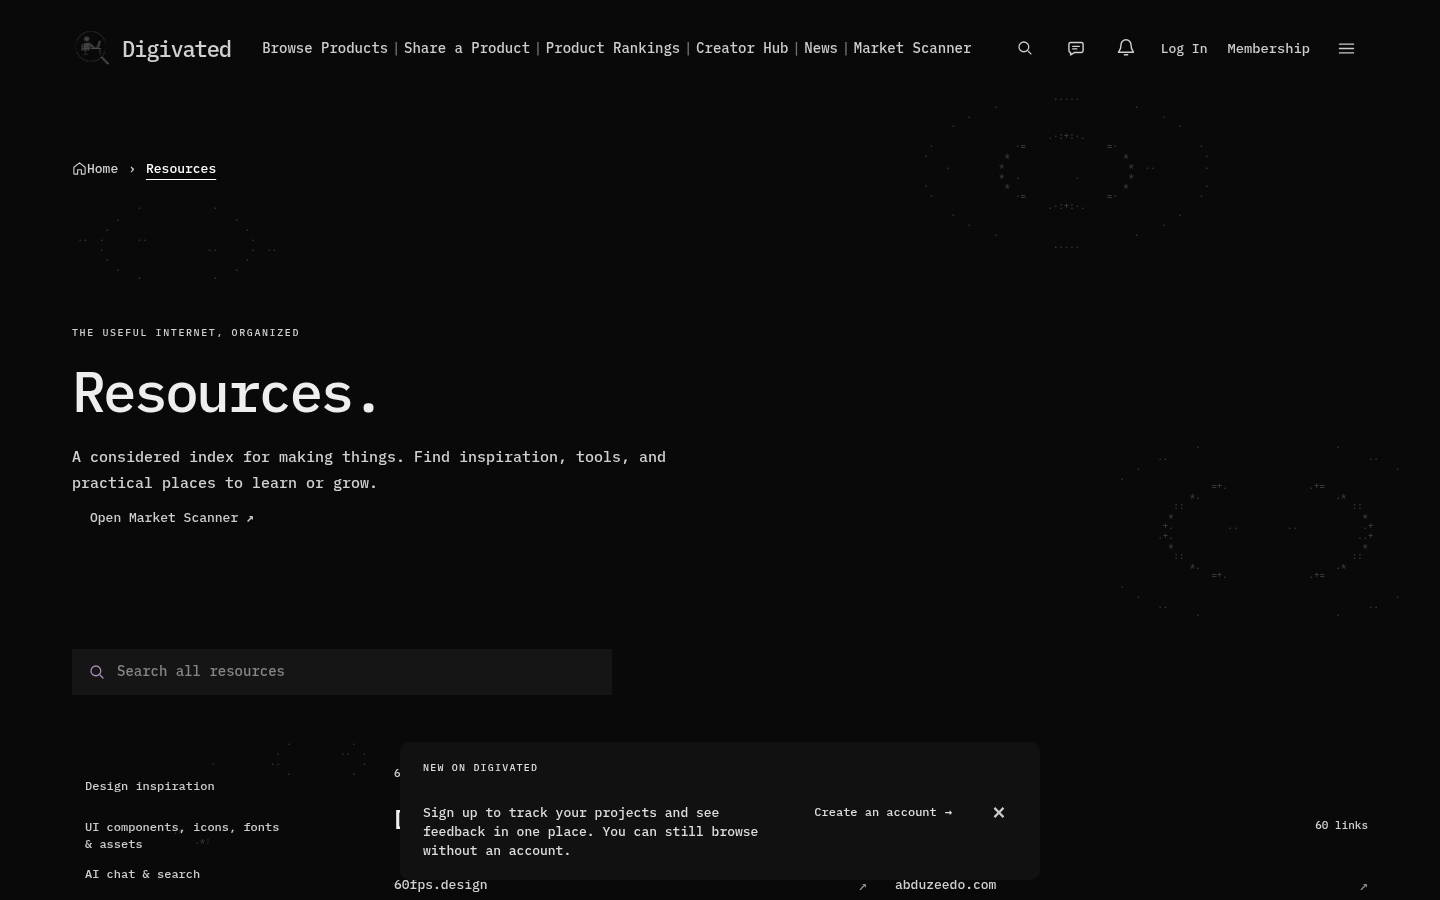 Digivated
Browse Products | Share a Product | Product Rankings | Creator Hub | News | Market Scanner
Log In
Membership
Home › Resources
THE USEFUL INTERNET, ORGANIZED
Resources.
A considered index for making things. Find inspiration, tools, and
practical places to learn or grow.
Open Market Scanner ↗
Search all resources
Design inspiration
UI components, icons, fonts
& assets
AI chat & search
NEW ON DIGIVATED
Sign up to track your projects and see
feedback in one place. You can still browse
without an account.
Create an account →
×
60 links
60fps.design ↗
abduzeedo.com ↗